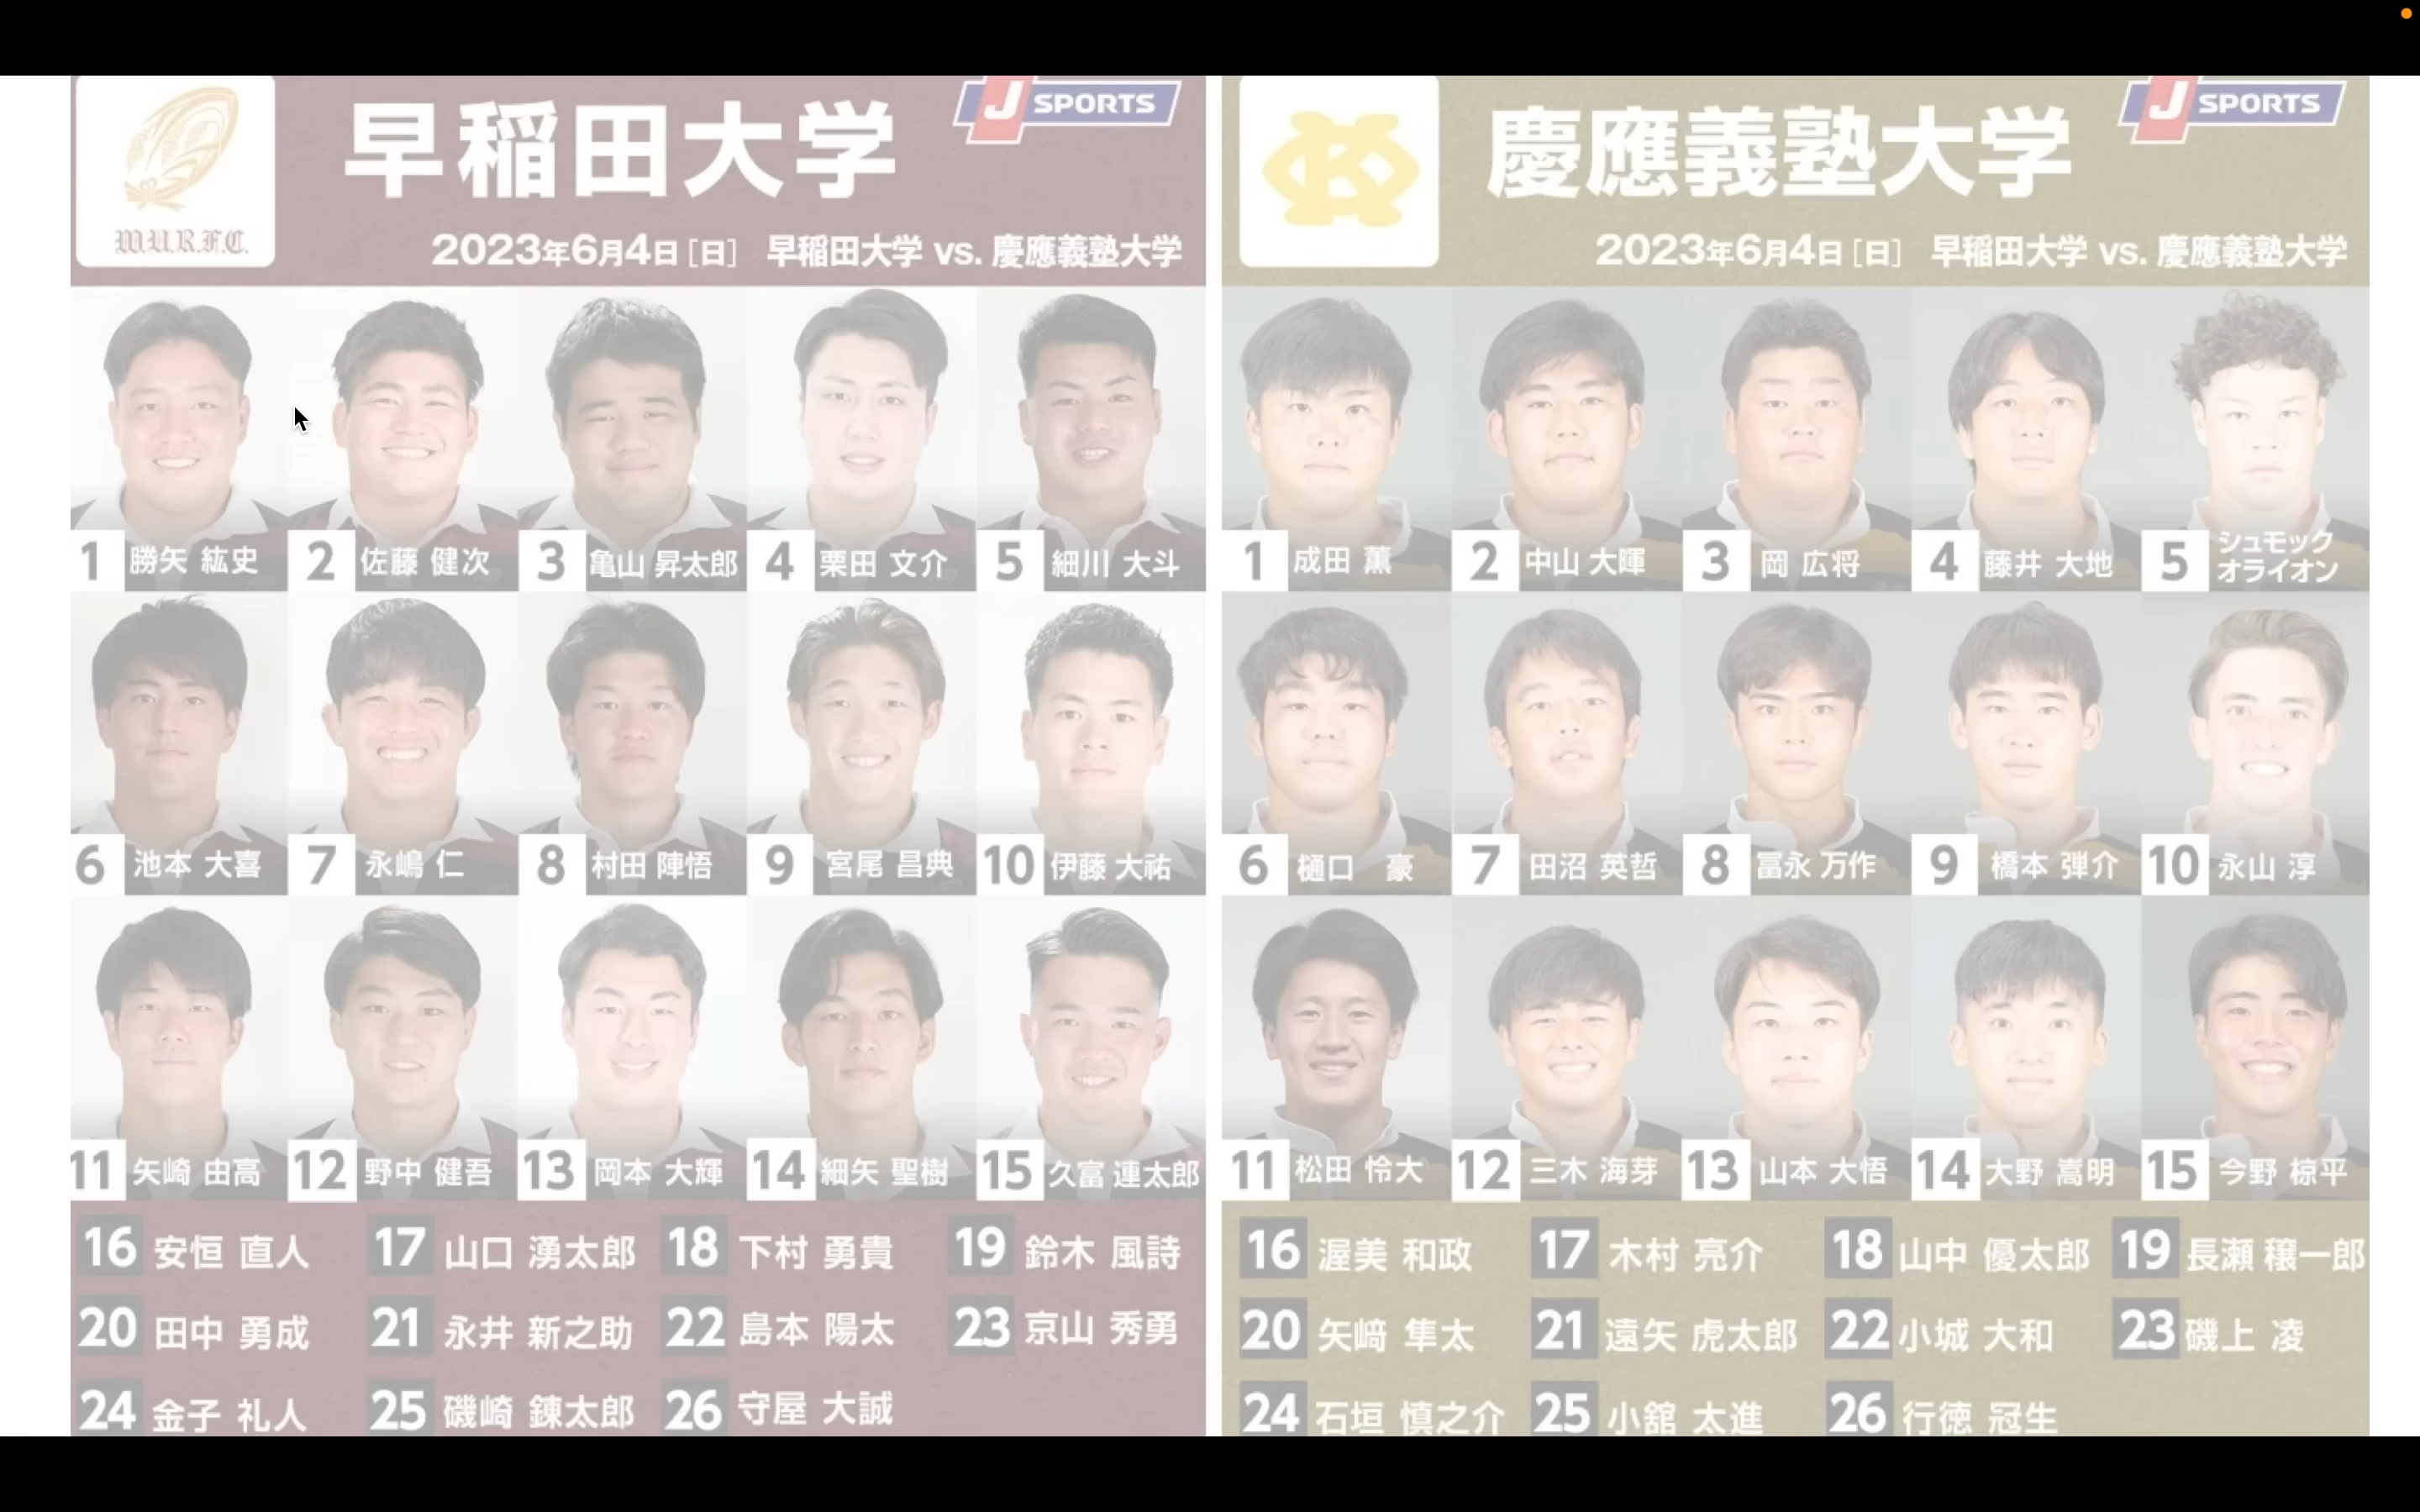 早稲田大学
J SPORTS
W.U.R.F.C.
2023年6月4日［日］ 早稲田大学 vs. 慶應義塾大学
1 勝矢 紘史
2 佐藤 健次
3 亀山 昇太郎
4 栗田 文介
5 細川 大斗
6 池本 大喜
7 永嶋 仁
8 村田 陣悟
9 宮尾 昌典
10 伊藤 大祐
11 矢崎 由高
12 野中 健吾
13 岡本 大輝
14 細矢 聖樹
15 久富 連太郎
16 安恒 直人
17 山口 湧太郎
18 下村 勇貴
19 鈴木 風詩
20 田中 勇成
21 永井 新之助
22 島本 陽太
23 京山 秀勇
24 金子 礼人
25 磯崎 錬太郎
26 守屋 大誠
慶應義塾大学
J SPORTS
2023年6月4日［日］ 早稲田大学 vs. 慶應義塾大学
1 成田 薫
2 中山 大暉
3 岡 広将
4 藤井 大地
5 シュモック
オライオン
6 樋口 豪
7 田沼 英哲
8 冨永 万作
9 橋本 弾介
10 永山 淳
11 松田 怜大
12 三木 海芽
13 山本 大悟
14 大野 嵩明
15 今野 椋平
16 渥美 和政
17 木村 亮介
18 山中 優太郎
19 長瀬 穣一郎
20 矢﨑 隼太
21 遠矢 虎太郎
22 小城 大和
23 磯上 凌
24 石垣 慎之介
25 小舘 太進
26 行徳 冠生